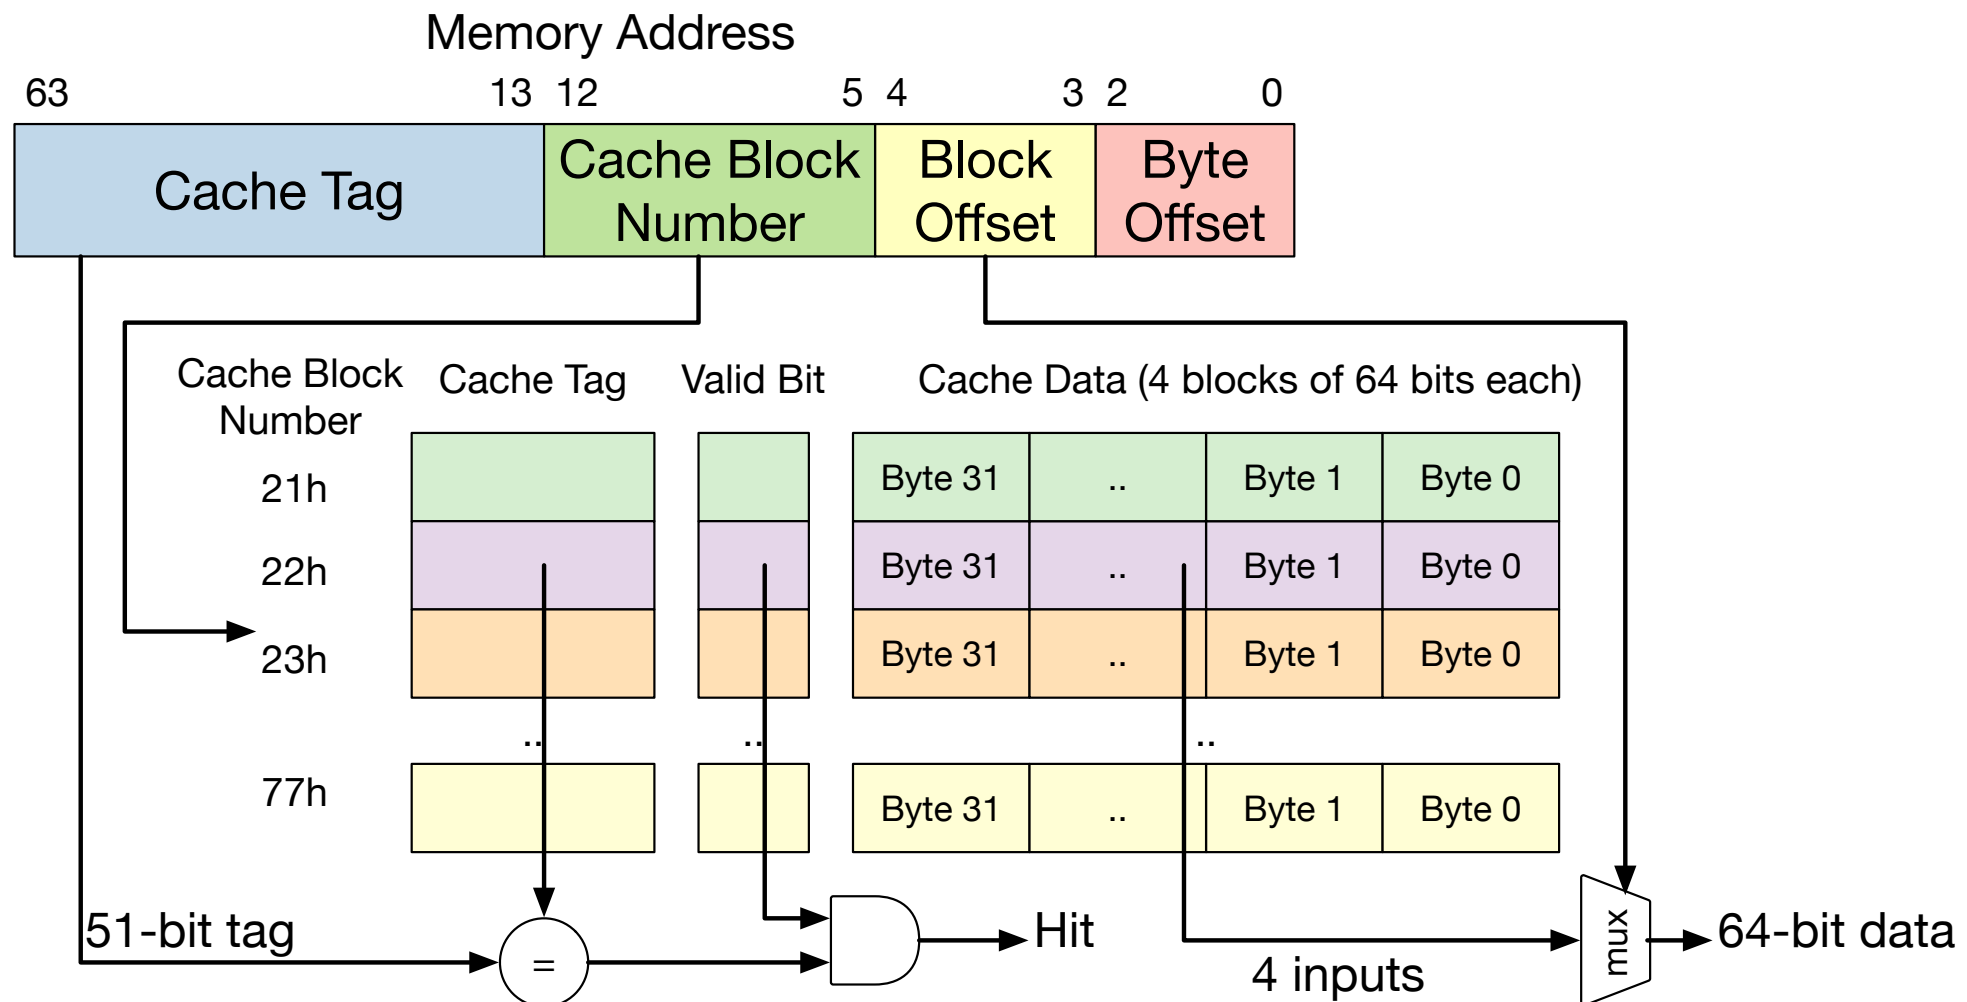 Memory Address
63 13 12 5 4 3 2 0
Cache Tag
Cache Block
Number
Block
Offset
Byte
Offset
Cache Block
Number
Cache Tag
Valid Bit
Cache Data (4 blocks of 64 bits each)
21h
Byte 31 .. Byte 1 Byte 0
22h
Byte 31 .. Byte 1 Byte 0
23h
Byte 31 .. Byte 1 Byte 0
.. .. ..
77h
Byte 31 .. Byte 1 Byte 0
51-bit tag
=
Hit
4 inputs
mux
64-bit data